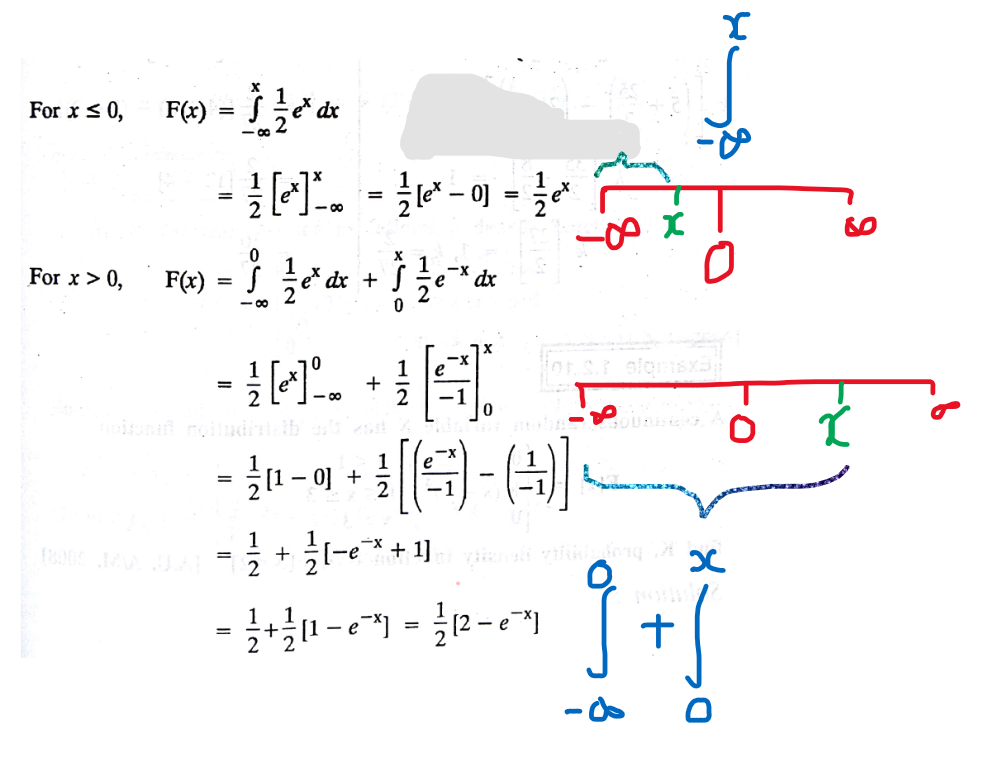 For x ≤ 0, F(x) = ∫_{-∞}^{x} 1/2 e^x dx
= 1/2 [e^x]_{-∞}^{x} = 1/2 [e^x – 0] = 1/2 e^x
For x > 0, F(x) = ∫_{-∞}^{0} 1/2 e^x dx + ∫_{0}^{x} 1/2 e^{-x} dx
= 1/2 [e^x]_{-∞}^{0} + 1/2 [e^{-x}/-1]_{0}^{x}
= 1/2 [1 – 0] + 1/2 [(e^{-x}/-1) – (1/-1)]
= 1/2 + 1/2 [-e^{-x} + 1]
= 1/2 + 1/2 [1 – e^{-x}] = 1/2 [2 – e^{-x}]
∫_{-∞}^{x}
-∞ x 0 ∞
-∞ 0 x ∞
∫_{-∞}^{0} + ∫_{0}^{x}